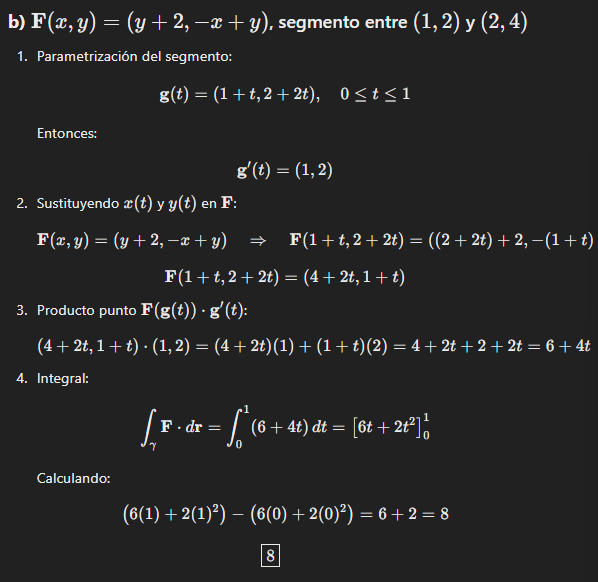 b) F(x, y) = (y + 2, −x + y), segmento entre (1, 2) y (2, 4)
1. Parametrización del segmento:
g(t) = (1 + t, 2 + 2t), 0 ≤ t ≤ 1
Entonces:
g′(t) = (1, 2)
2. Sustituyendo x(t) y y(t) en F:
F(x, y) = (y + 2, −x + y) ⇒ F(1 + t, 2 + 2t) = ((2 + 2t) + 2, −(1 + t)
F(1 + t, 2 + 2t) = (4 + 2t, 1 + t)
3. Producto punto F(g(t)) · g′(t):
(4 + 2t, 1 + t) · (1, 2) = (4 + 2t)(1) + (1 + t)(2) = 4 + 2t + 2 + 2t = 6 + 4t
4. Integral:
∫_γ F · dr = ∫₀¹ (6 + 4t) dt = [6t + 2t²]₀¹
Calculando:
(6(1) + 2(1)²) − (6(0) + 2(0)²) = 6 + 2 = 8
8